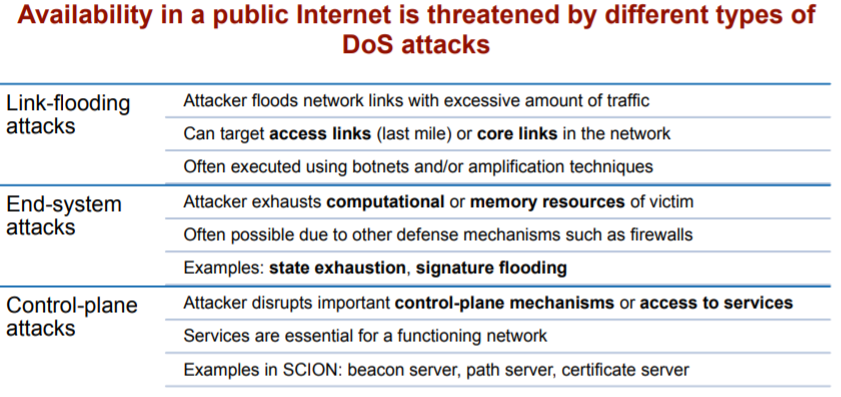 Availability in a public Internet is threatened by different types of
DoS attacks
Link-flooding
attacks
Attacker floods network links with excessive amount of traffic
Can target access links (last mile) or core links in the network
Often executed using botnets and/or amplification techniques
End-system
attacks
Attacker exhausts computational or memory resources of victim
Often possible due to other defense mechanisms such as firewalls
Examples: state exhaustion, signature flooding
Control-plane
attacks
Attacker disrupts important control-plane mechanisms or access to services
Services are essential for a functioning network
Examples in SCION: beacon server, path server, certificate server